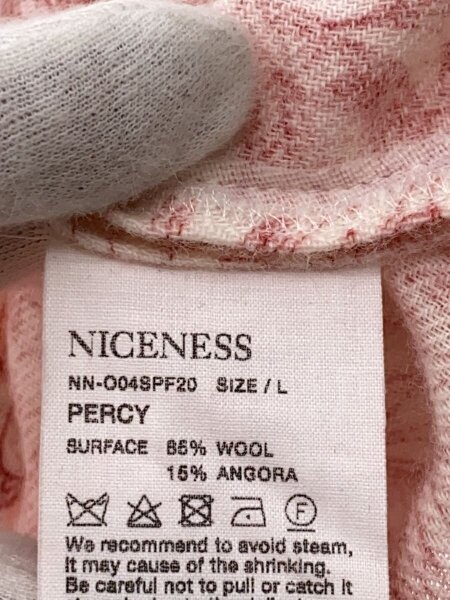 NICENESS
NN-O04SPF20 SIZE / L
PERCY
SURFACE 85% WOOL
15% ANGORA
F
We recommend to avoid steam,
it may cause of the shrinking.
Be careful not to pull or catch it